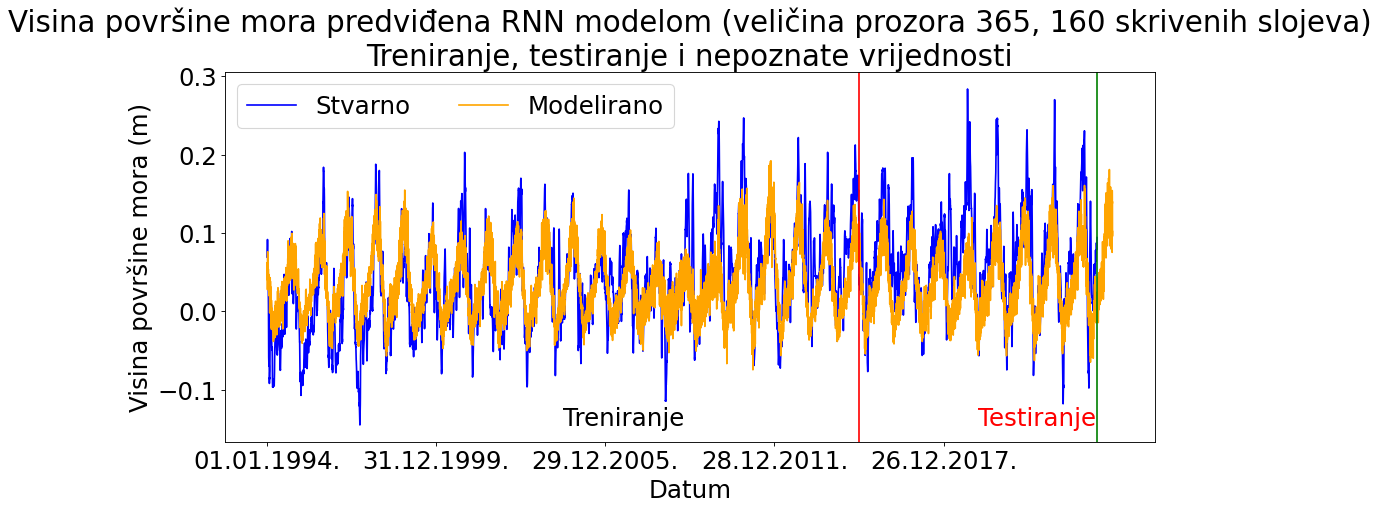 Visina površine mora predviđena RNN modelom (veličina prozora 365, 160 skrivenih slojeva)
Treniranje, testiranje i nepoznate vrijednosti
Stvarno
Modelirano
Visina površine mora (m)
0.3
0.2
0.1
0.0
−0.1
Treniranje
Testiranje
01.01.1994.
31.12.1999.
29.12.2005.
28.12.2011.
26.12.2017.
Datum